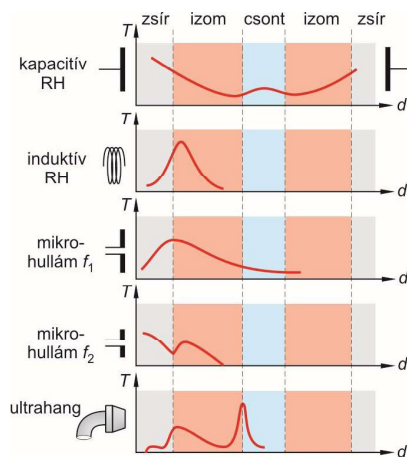 T zsír izom csont izom zsír
kapacitív
RH
d
T
induktív
RH
d
T
mikro-
hullám f₁
d
T
mikro-
hullám f₂
d
T
ultrahang
d